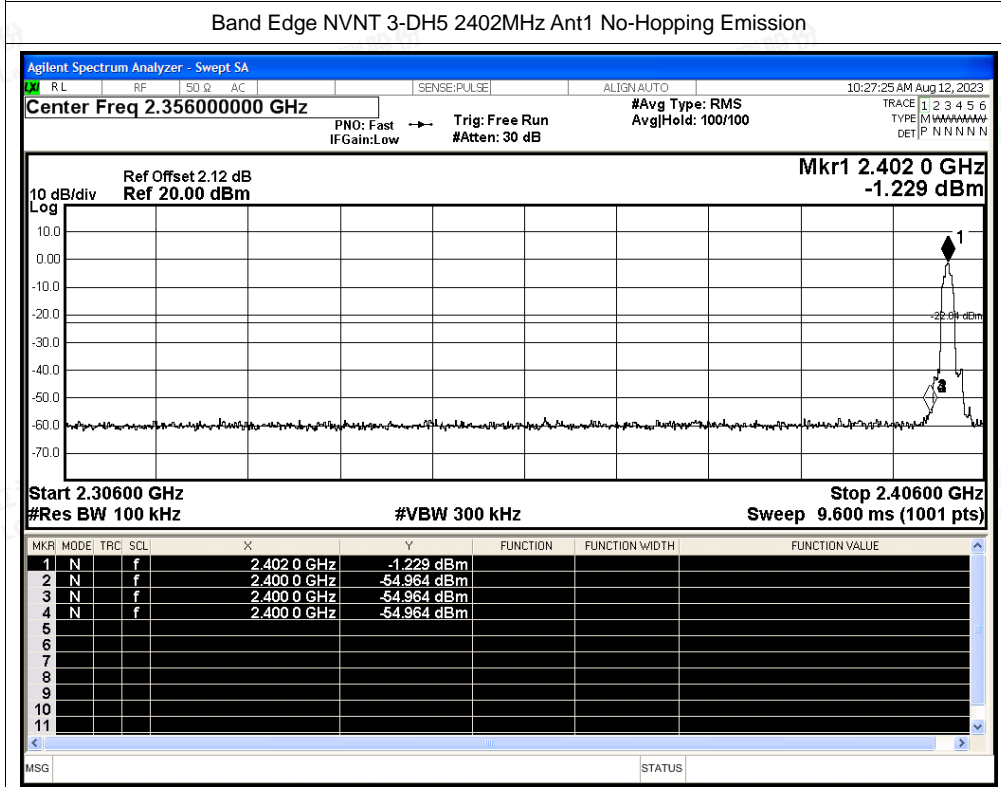 Band Edge NVNT 3-DH5 2402MHz Ant1 No-Hopping Emission
Agilent Spectrum Analyzer - Swept SA
LXI RL RF 50 Ω AC SENSE:PULSE ALIGN AUTO 10:27:25 AM Aug 12, 2023
Center Freq 2.356000000 GHz #Avg Type: RMS TRACE 1 2 3 4 5 6
PNO: Fast Trig: Free Run Avg|Hold: 100/100 TYPE M WWWWW
IFGain:Low #Atten: 30 dB DET P N N N N N
Mkr1 2.402 0 GHz
Ref Offset 2.12 dB -1.229 dBm
10 dB/div Ref 20.00 dBm
Log
10.0
1
0.00
-10.0
-20.0
-22.04 dBm
-30.0
-40.0
-50.0
-60.0
-70.0
Start 2.30600 GHz Stop 2.40600 GHz
#Res BW 100 kHz #VBW 300 kHz Sweep 9.600 ms (1001 pts)
MKR MODE TRC SCL X Y FUNCTION FUNCTION WIDTH FUNCTION VALUE
1 N f 2.402 0 GHz -1.229 dBm
2 N f 2.400 0 GHz -54.964 dBm
3 N f 2.400 0 GHz -54.964 dBm
4 N f 2.400 0 GHz -54.964 dBm
5
6
7
8
9
10
11
MSG STATUS